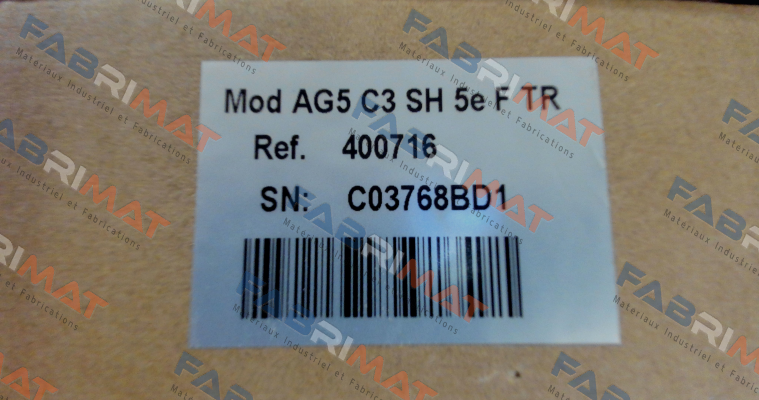 Mod AG5 C3 SH 5e F TR
Ref. 400716
SN: C03768BD1
FABRIMAT
Materiaux Industriel et Fabrications